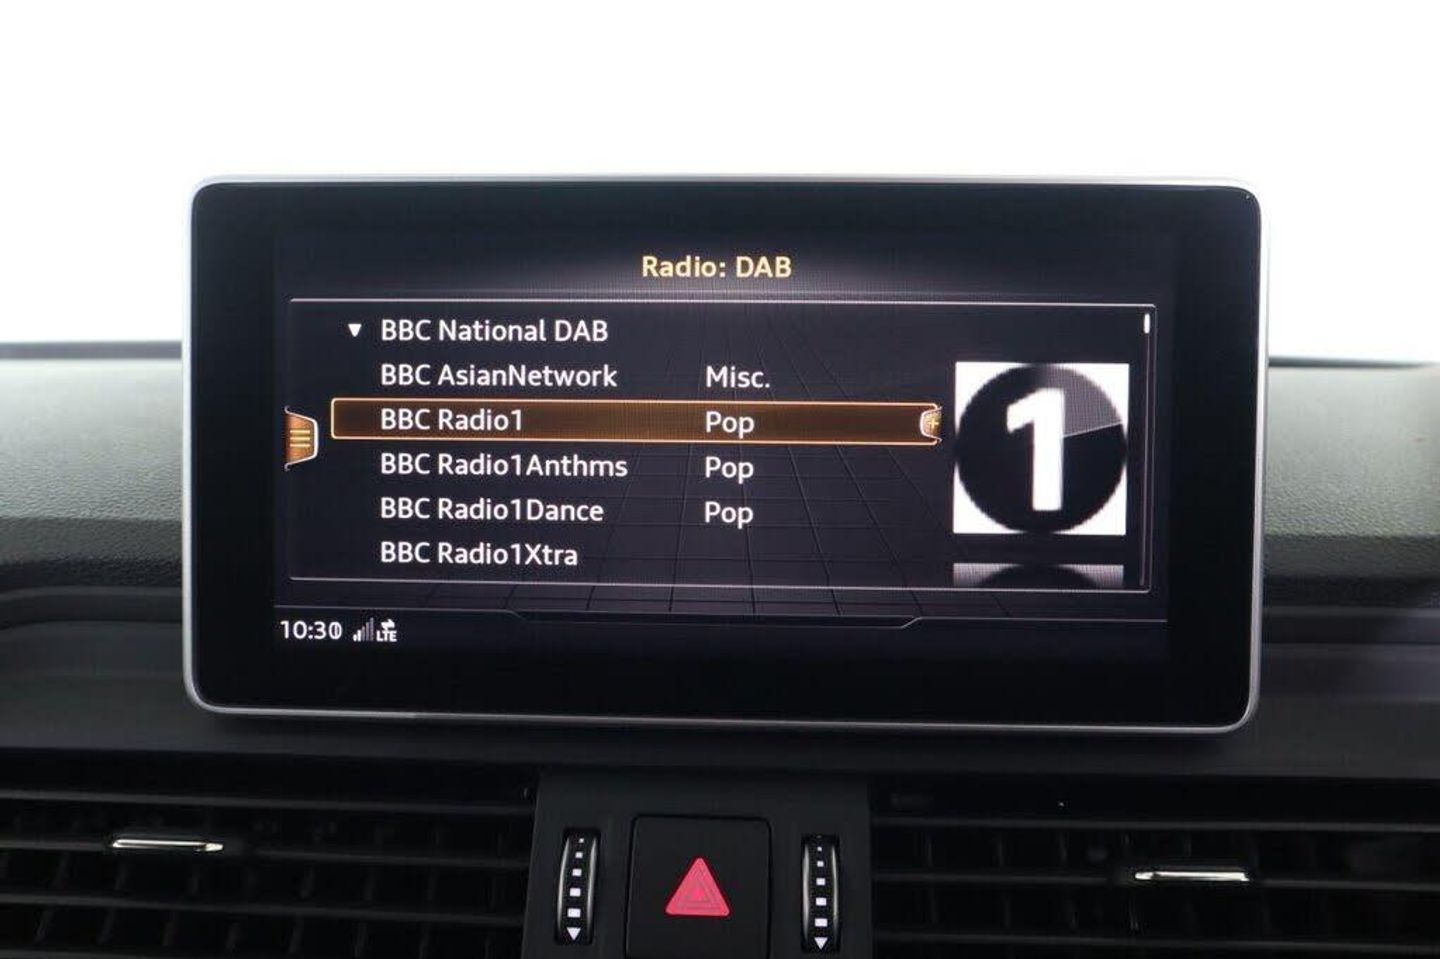 Radio: DAB
BBC National DAB
BBC AsianNetwork Misc.
BBC Radio1 Pop
BBC Radio1Anthms Pop
BBC Radio1Dance Pop
BBC Radio1Xtra
1
10:30 LTE